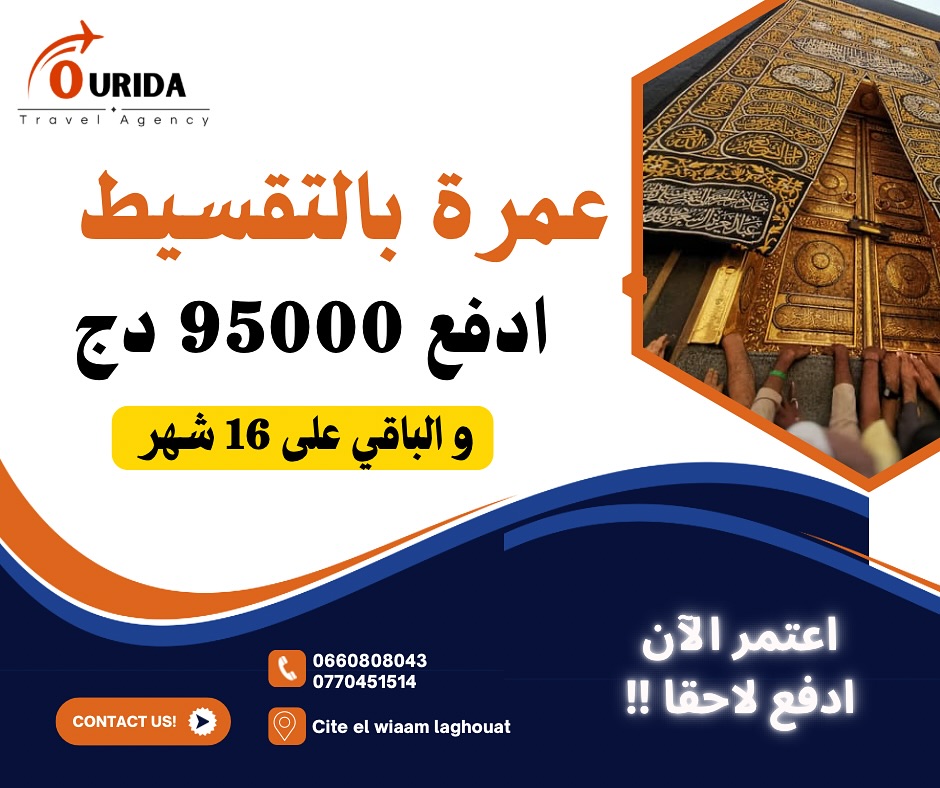 OURIDA
Travel Agency
عمرة بالتقسيط
ادفع 95000 دج
و الباقي على 16 شهر
اعتمر الآن
ادفع لاحقا !!
0660808043
0770451514
CONTACT US!
Cite el wiaam laghouat